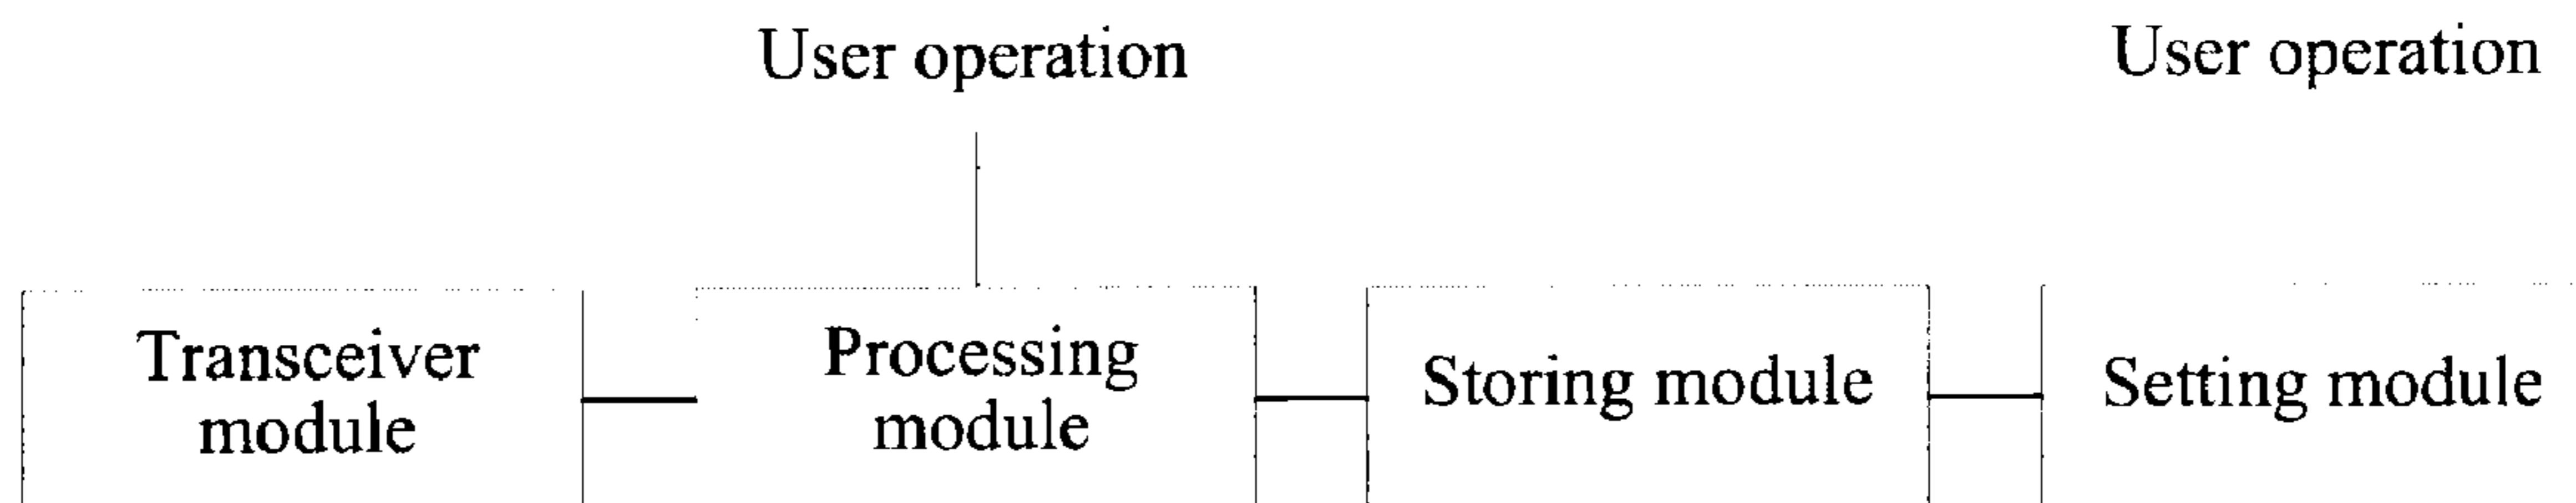 User operation
User operation
Transceiver
module
Processing
module
Storing module
Setting module